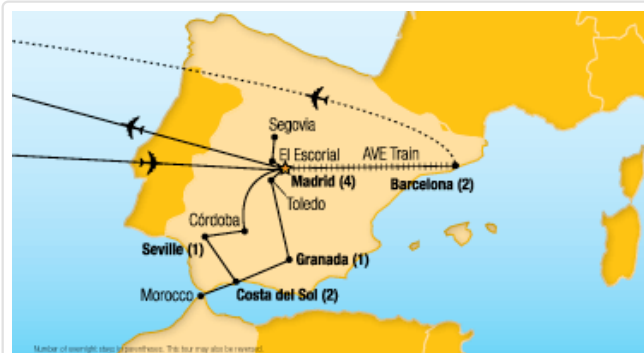 Segovia
El Escorial
AVE Train
Madrid (4)
Barcelona (2)
Toledo
Córdoba
Seville (1)
Granada (1)
Morocco
Costa del Sol (2)
Number of overnight stays in parentheses. This tour may also be reversed.